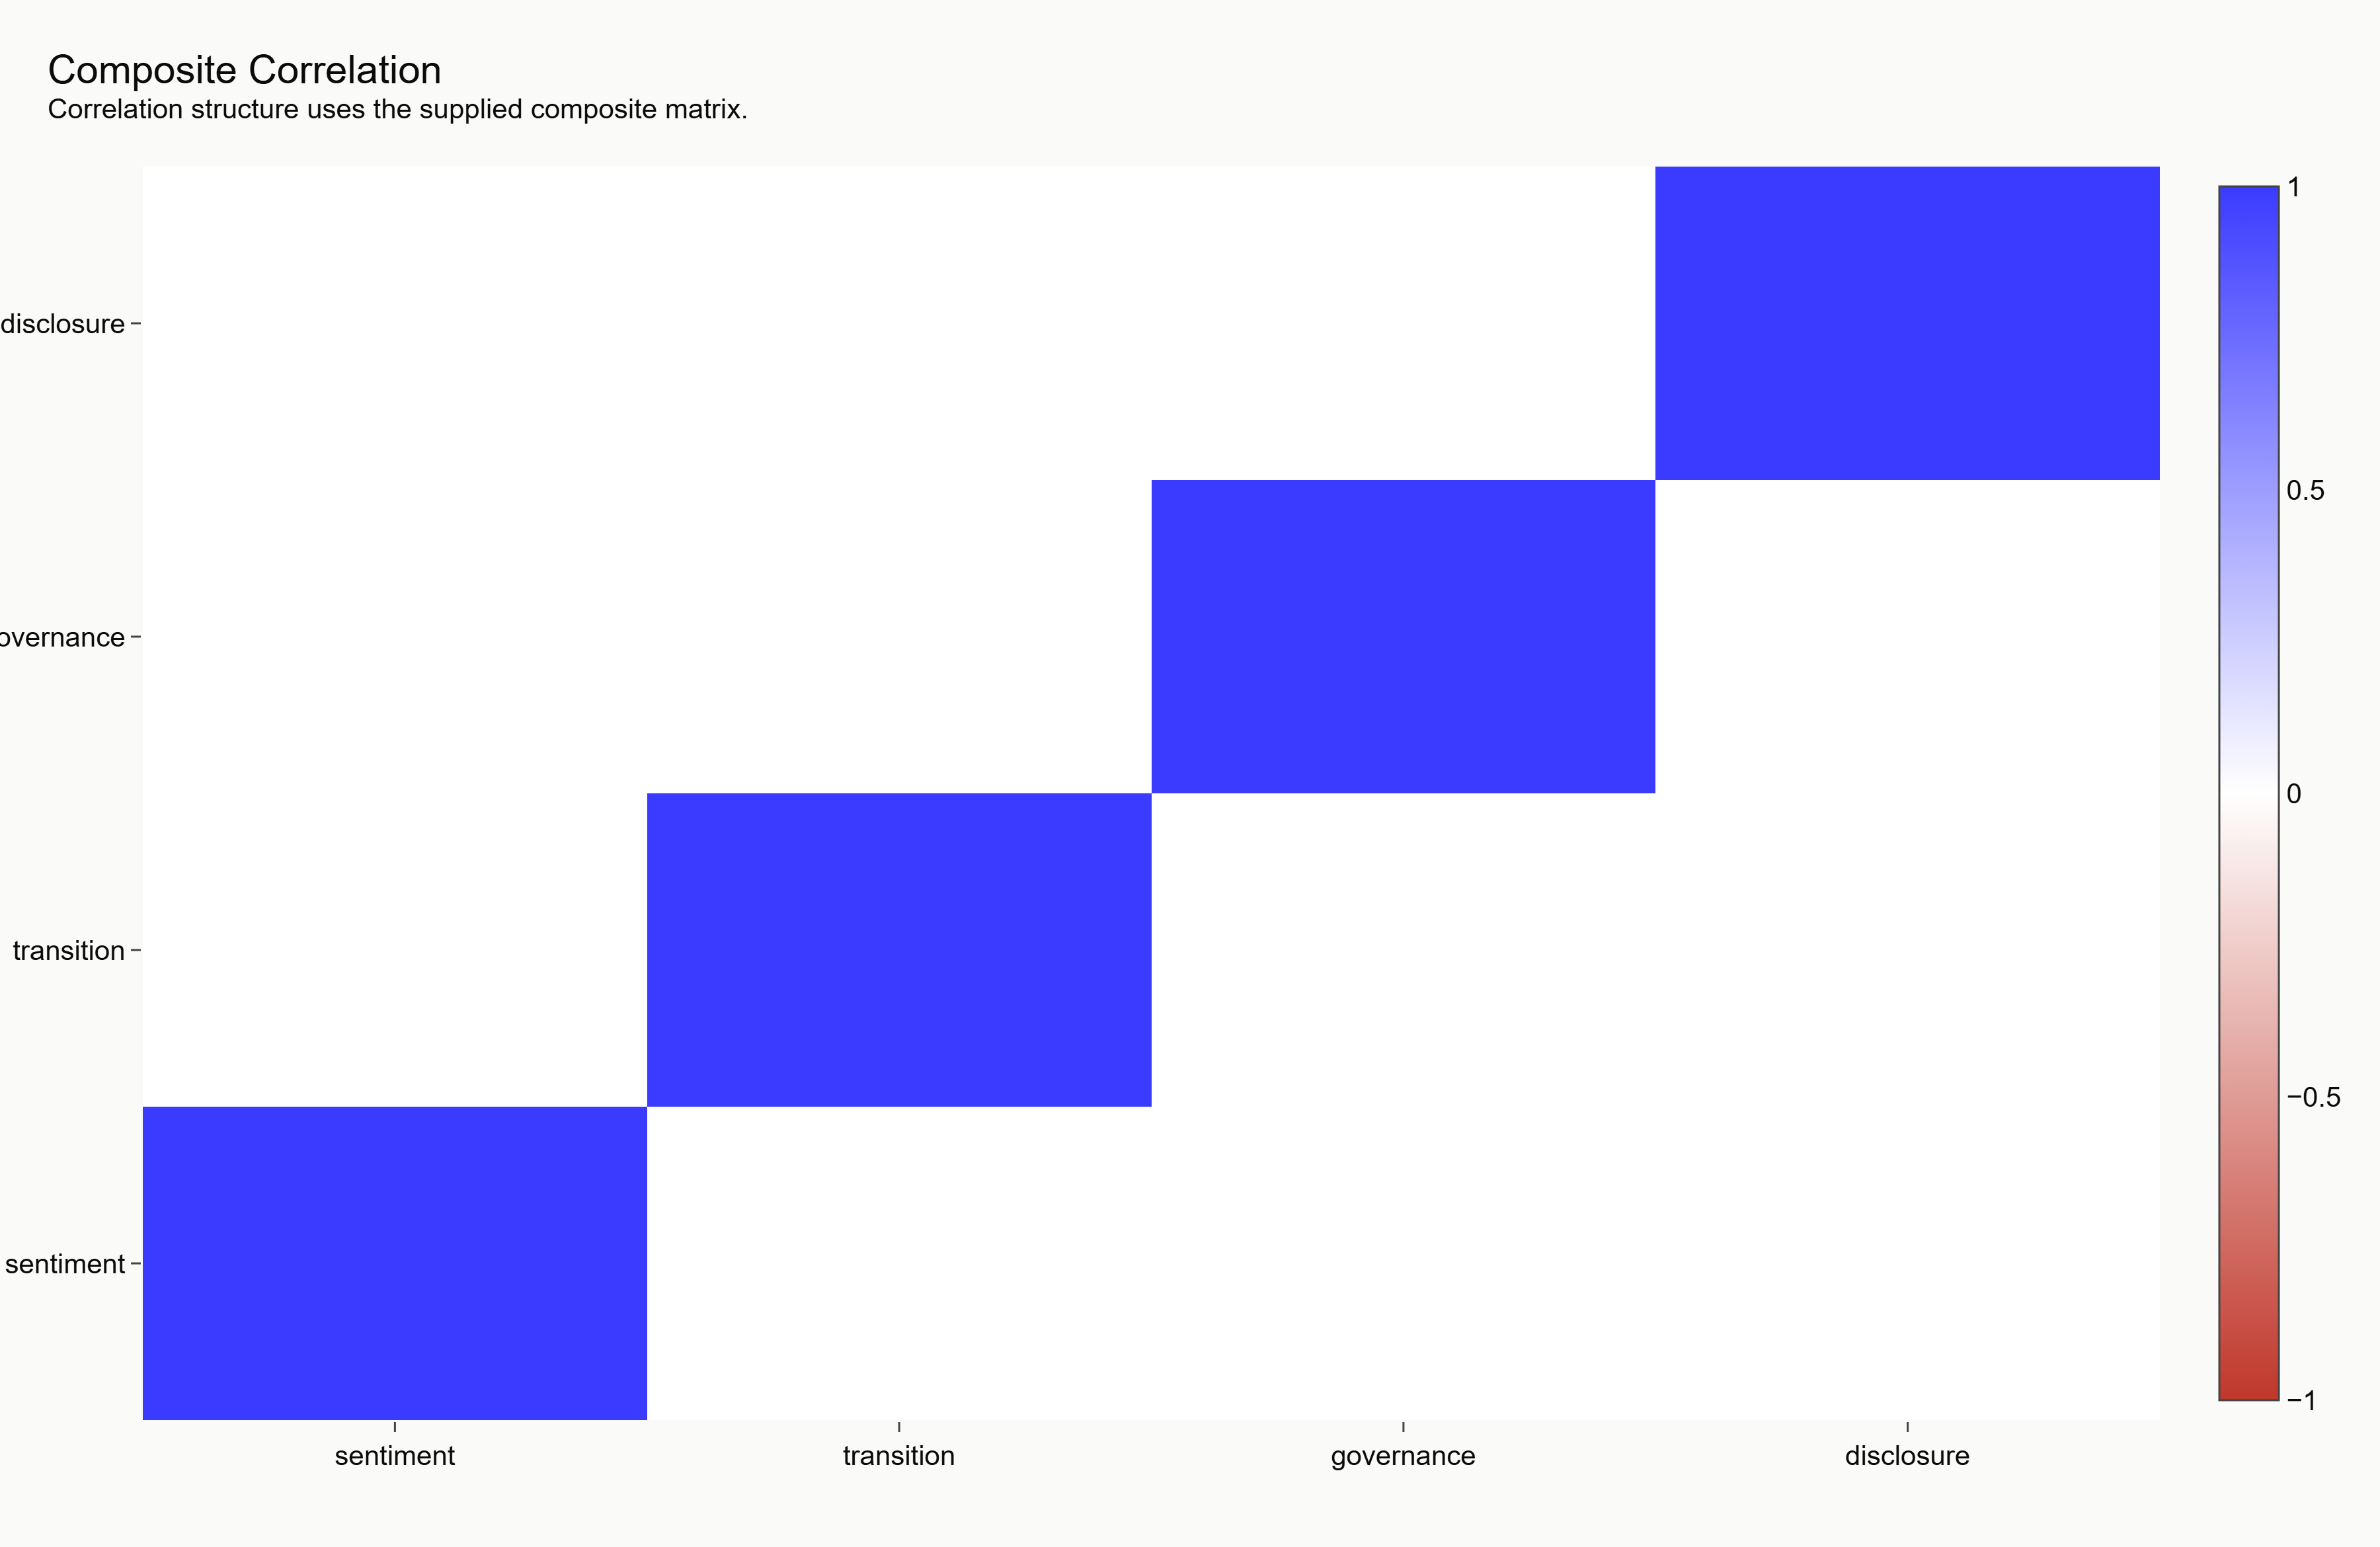 Composite Correlation
Correlation structure uses the supplied composite matrix.
disclosure
overnance
transition
sentiment
sentiment transition governance disclosure
1
0.5
0
−0.5
−1